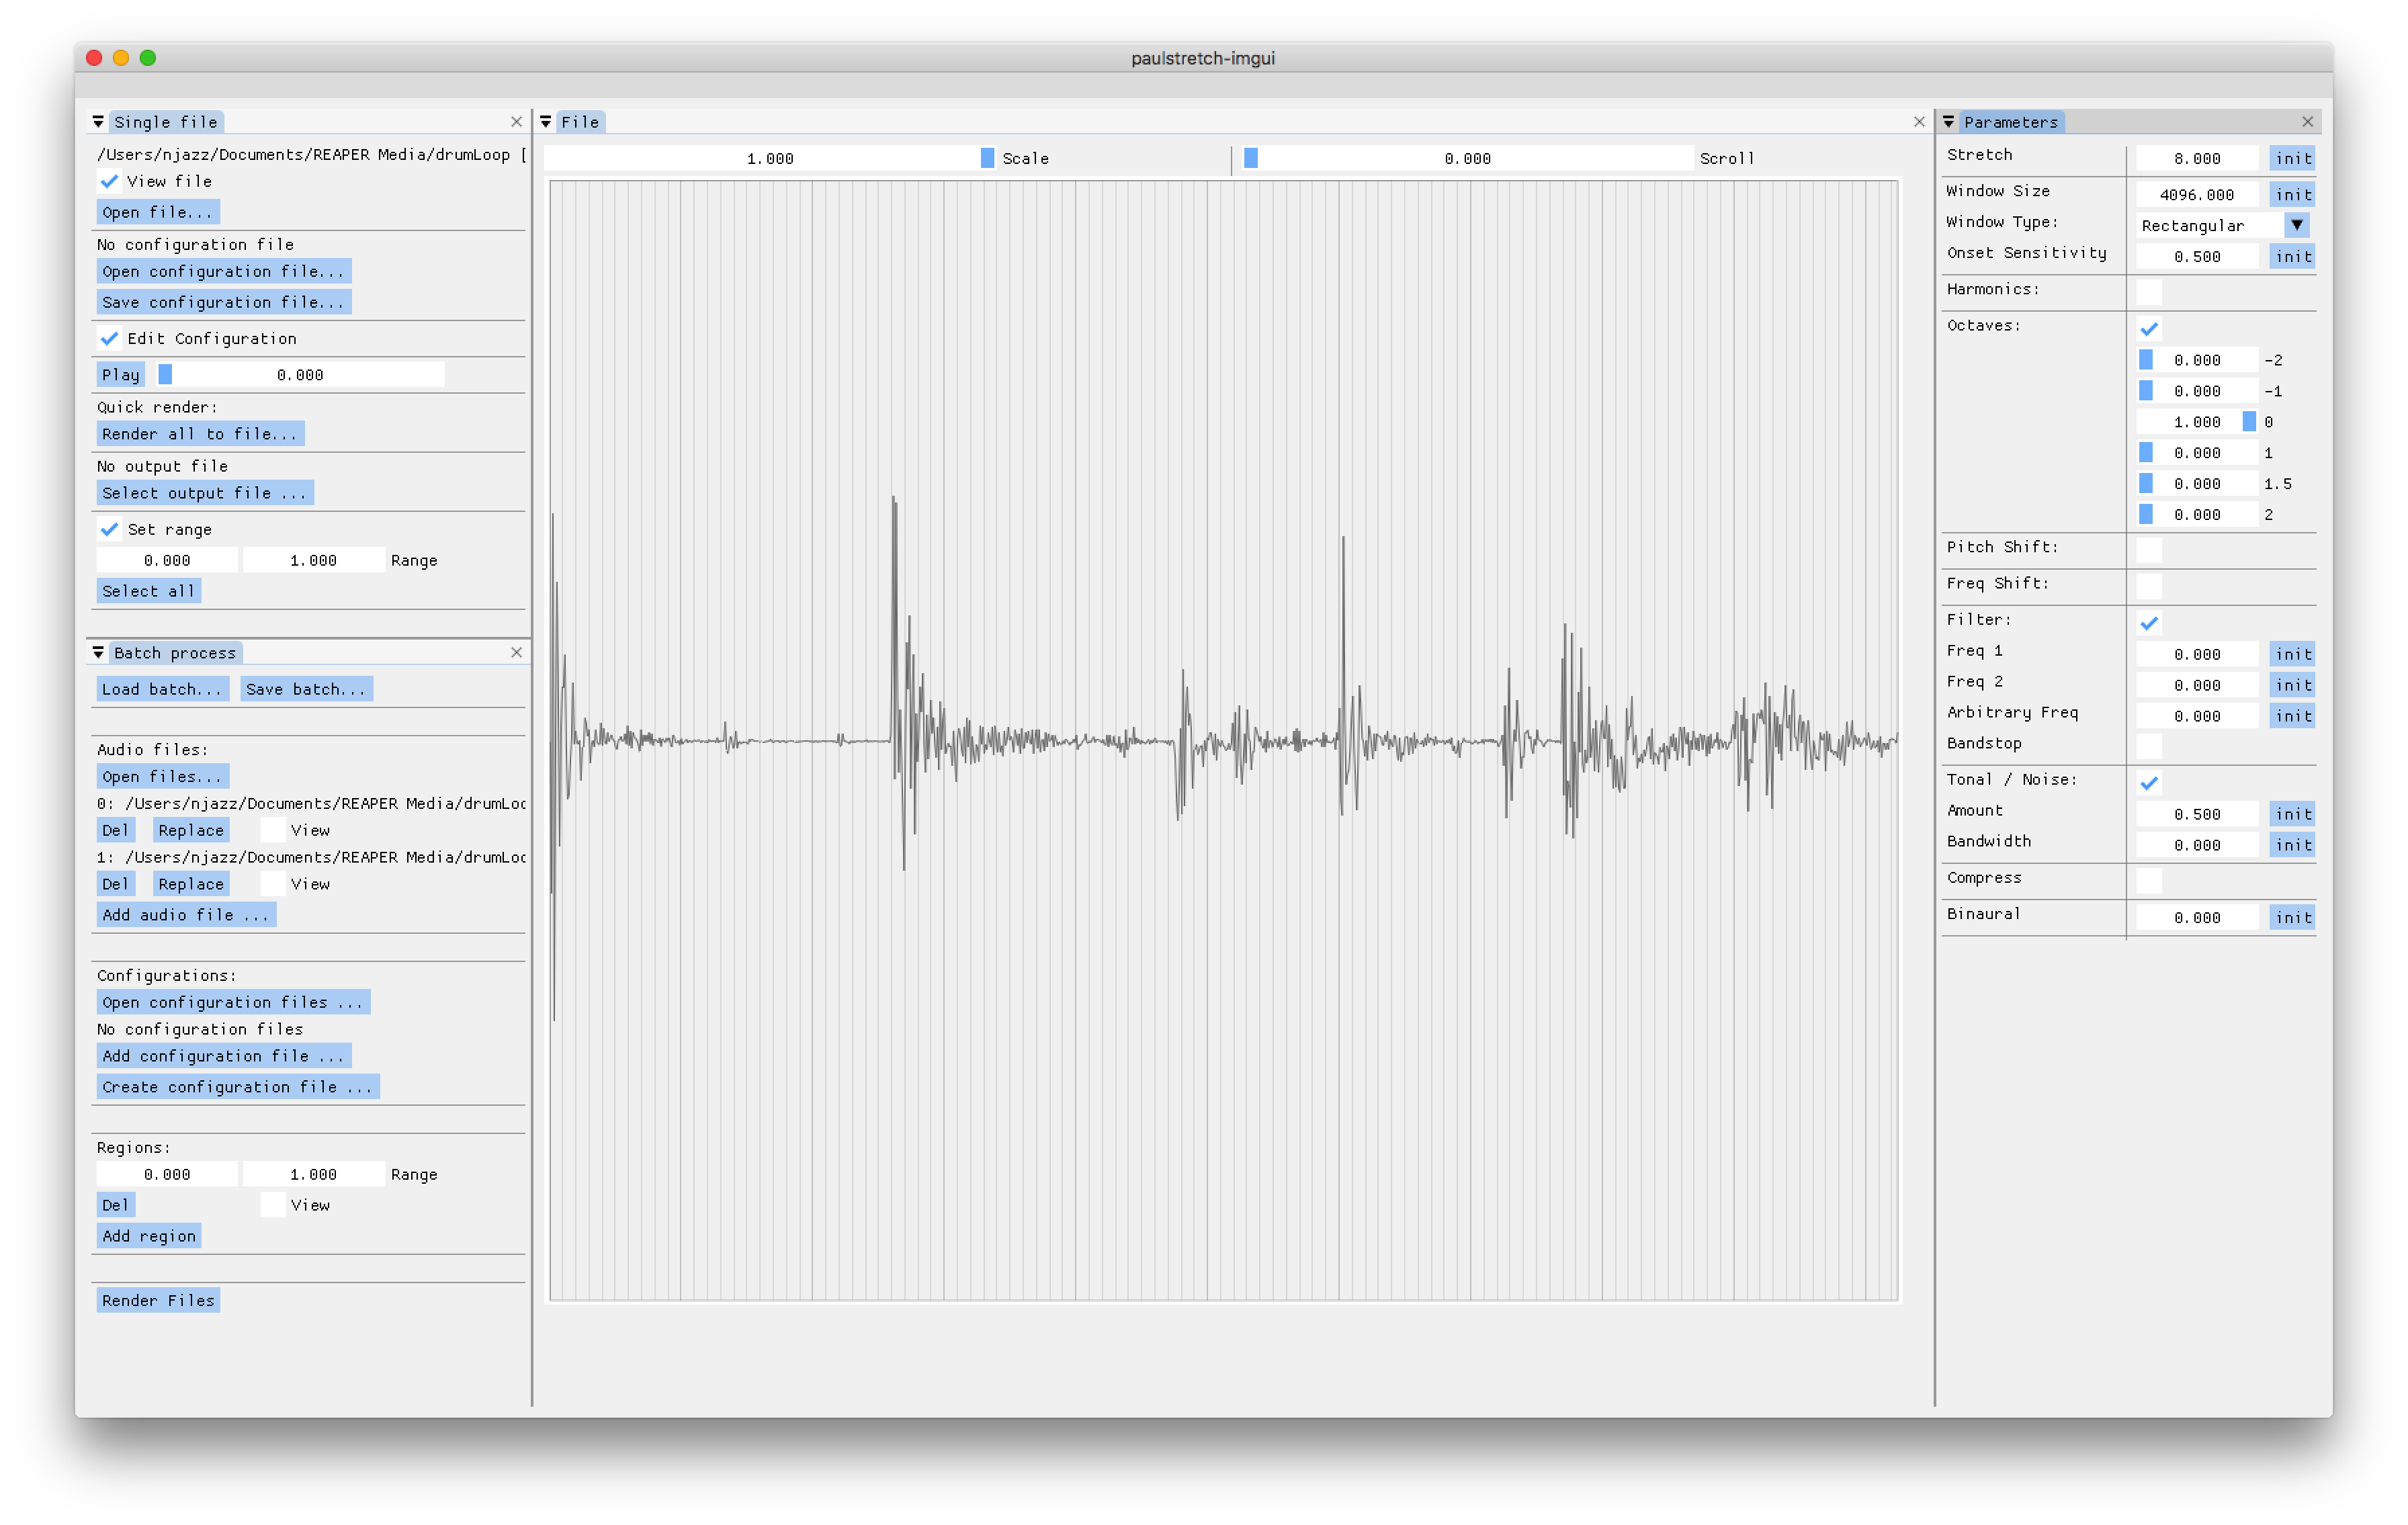 paulstretch-imgui
Single file
/Users/njazz/Documents/REAPER Media/drumLoop [
View file
Open file...
No configuration file
Open configuration file...
Save configuration file...
Edit Configuration
Play 0.000
Quick render:
Render all to file...
No output file
Select output file ...
Set range
0.000 1.000 Range
Select all
Batch process
Load batch... Save batch...
Audio files:
Open files...
0: /Users/njazz/Documents/REAPER Media/drumLoo
Del Replace View
1: /Users/njazz/Documents/REAPER Media/drumLoo
Del Replace View
Add audio file ...
Configurations:
Open configuration files ...
No configuration files
Add configuration file ...
Create configuration file ...
Regions:
0.000 1.000 Range
Del View
Add region
Render Files
File
1.000 Scale 0.000 Scroll
Parameters
Stretch 8.000 init
Window Size 4096.000 init
Window Type: Rectangular
Onset Sensitivity 0.500 init
Harmonics:
Octaves:
0.000 -2
0.000 -1
1.000 0
0.000 1
0.000 1.5
0.000 2
Pitch Shift:
Freq Shift:
Filter:
Freq 1 0.000 init
Freq 2 0.000 init
Arbitrary Freq 0.000 init
Bandstop
Tonal / Noise:
Amount 0.500 init
Bandwidth 0.000 init
Compress
Binaural 0.000 init